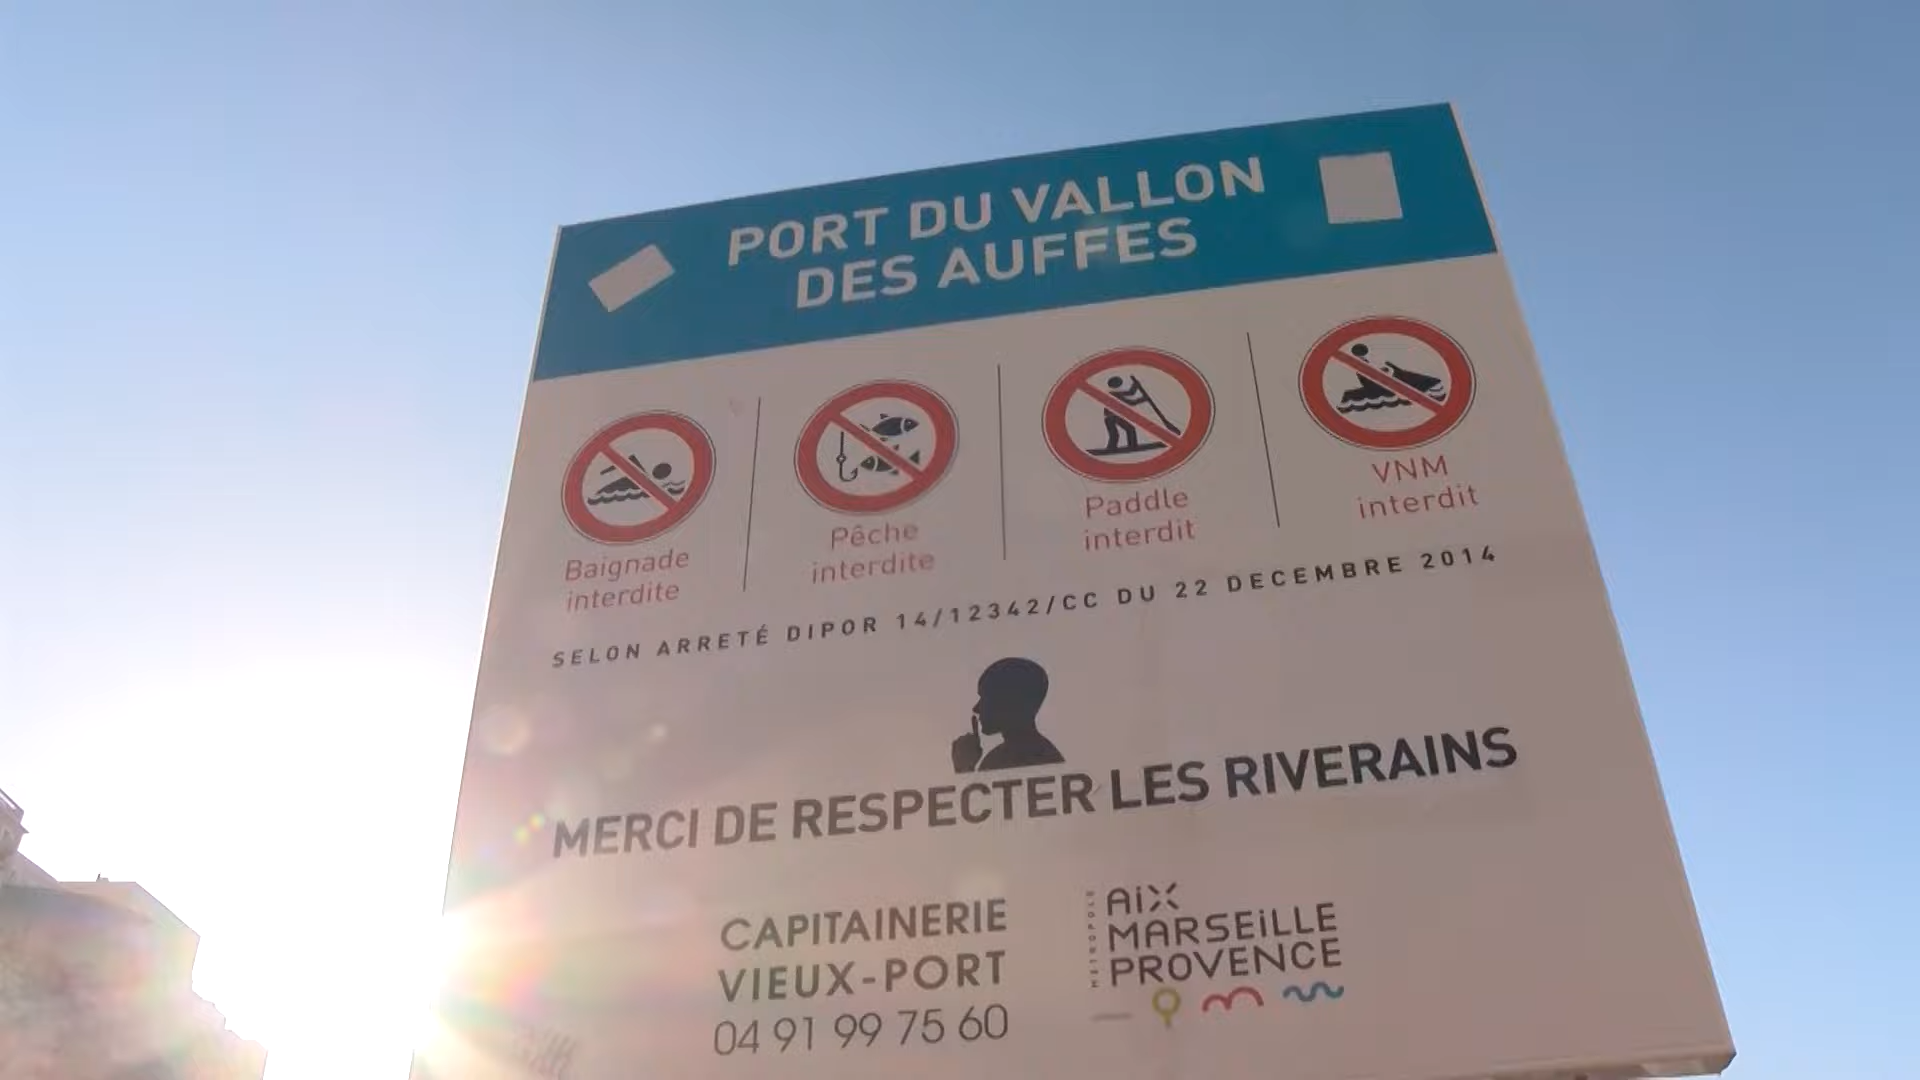 PORT DU VALLON
DES AUFFES
Baignade
interdite
Pêche
interdite
Paddle
interdit
VNM
interdit
SELON ARRETÉ DIPOR 14/12342/CC DU 22 DECEMBRE 2014
MERCI DE RESPECTER LES RIVERAINS
CAPITAINERIE
VIEUX-PORT
04 91 99 75 60
METROPOLE
AiX
MARSEiLLE
PROVENCE